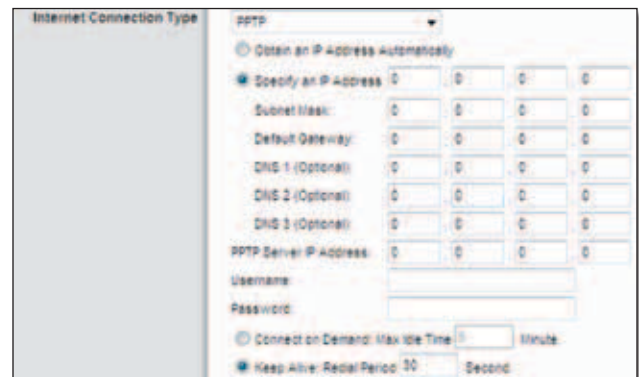 Internet Connection Type PPTP
Obtain an IP Address Automatically
Specify an IP Address 0 . 0 . 0 . 0
Subnet Mask: 0 . 0 . 0 . 0
Default Gateway: 0 . 0 . 0 . 0
DNS 1 (Optional): 0 . 0 . 0 . 0
DNS 2 (Optional): 0 . 0 . 0 . 0
DNS 3 (Optional): 0 . 0 . 0 . 0
PPTP Server IP Address: 0 . 0 . 0 . 0
Username:
Password:
Connect on Demand: Max Idle Time Minute
Keep Alive: Redial Period 30 Second